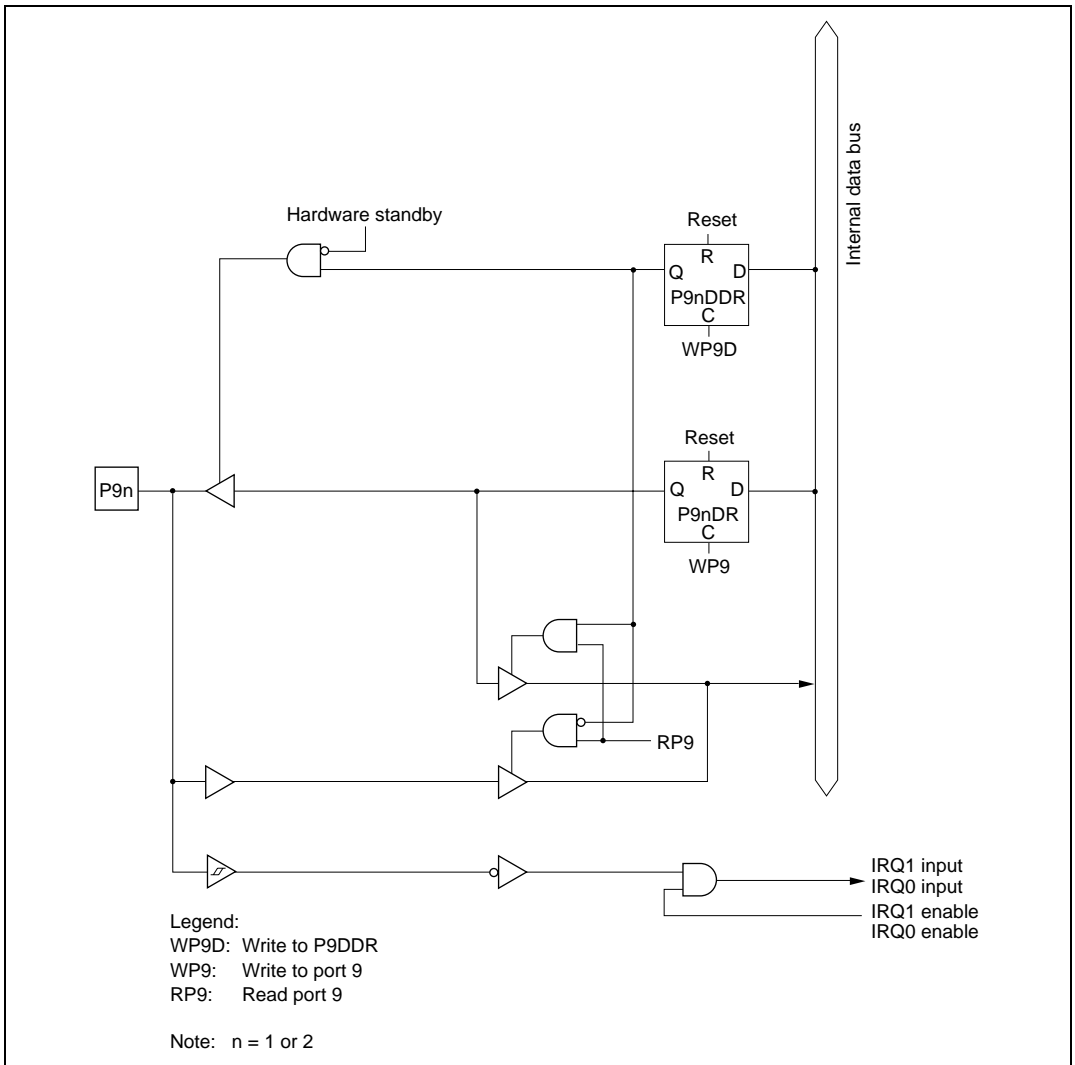 Internal data bus
Hardware standby
Reset
R
Q D
P9nDDR
C
WP9D
Reset
R
P9n
Q D
P9nDR
C
WP9
RP9
IRQ1 input
IRQ0 input
IRQ1 enable
IRQ0 enable
Legend:
WP9D: Write to P9DDR
WP9: Write to port 9
RP9: Read port 9
Note: n = 1 or 2